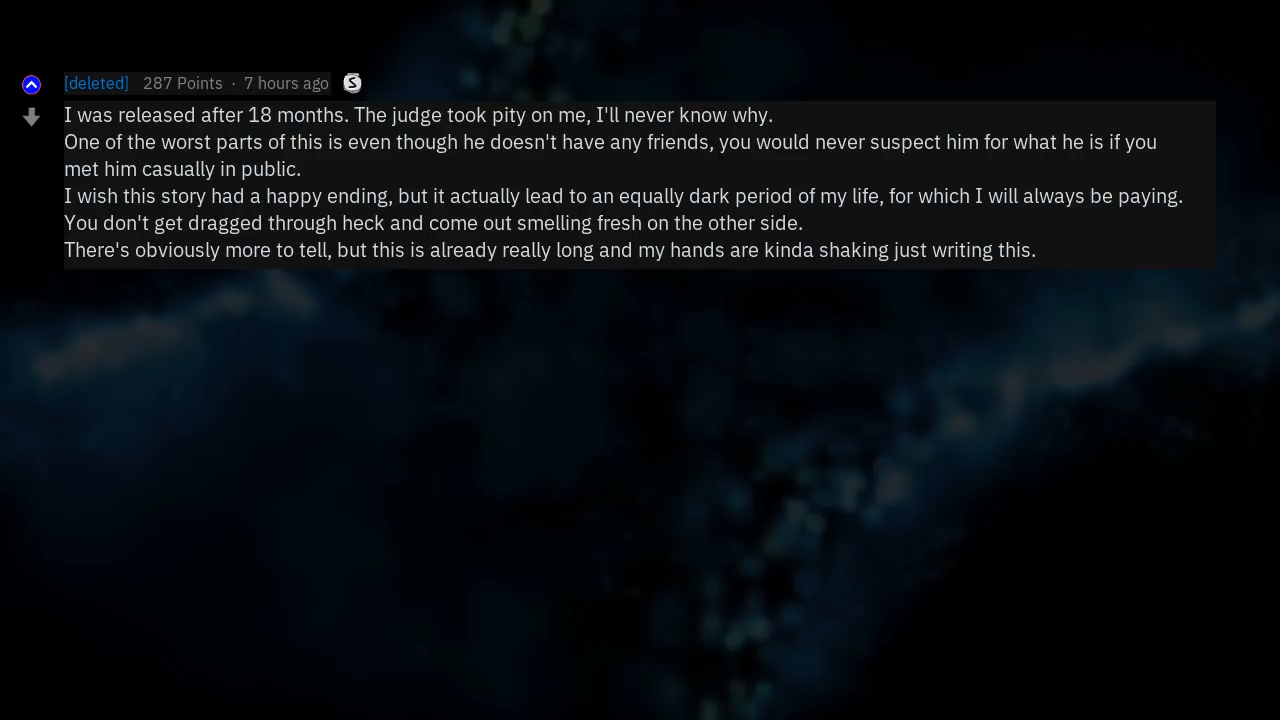 [deleted] 287 Points · 7 hours ago
I was released after 18 months. The judge took pity on me, I'll never know why.
One of the worst parts of this is even though he doesn't have any friends, you would never suspect him for what he is if you
met him casually in public.
I wish this story had a happy ending, but it actually lead to an equally dark period of my life, for which I will always be paying.
You don't get dragged through heck and come out smelling fresh on the other side.
There's obviously more to tell, but this is already really long and my hands are kinda shaking just writing this.